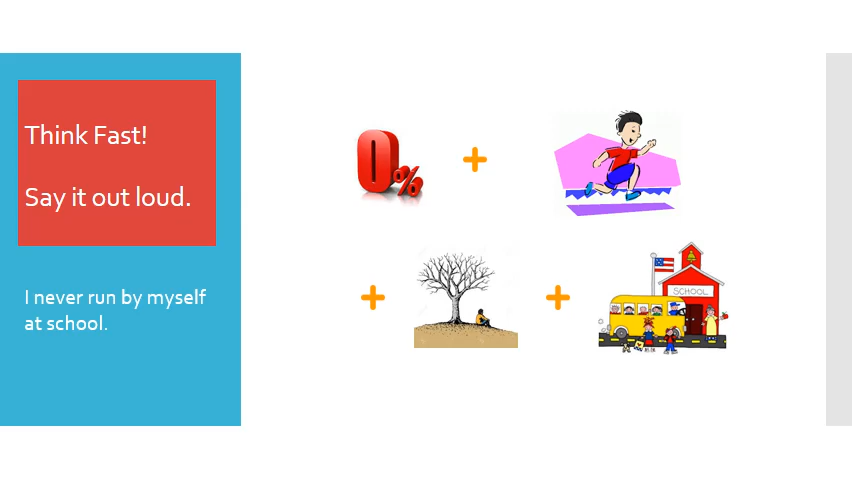 Think Fast!
Say it out loud.
I never run by myself
at school.
0%
+
+
+
SCHOOL